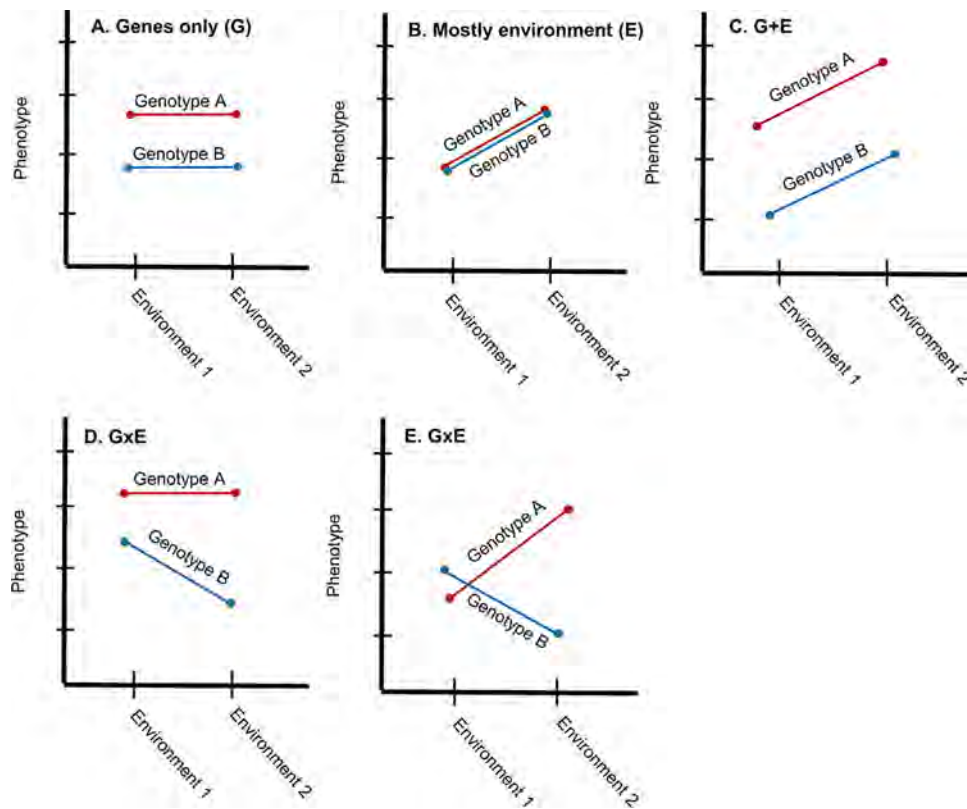 A. Genes only (G)
Phenotype
Genotype A
Genotype B
Environment 1
Environment 2
B. Mostly environment (E)
Phenotype
Genotype A
Genotype B
Environment 1
Environment 2
C. G+E
Phenotype
Genotype A
Genotype B
Environment 1
Environment 2
D. GxE
Phenotype
Genotype A
Genotype B
Environment 1
Environment 2
E. GxE
Phenotype
Genotype A
Genotype B
Environment 1
Environment 2